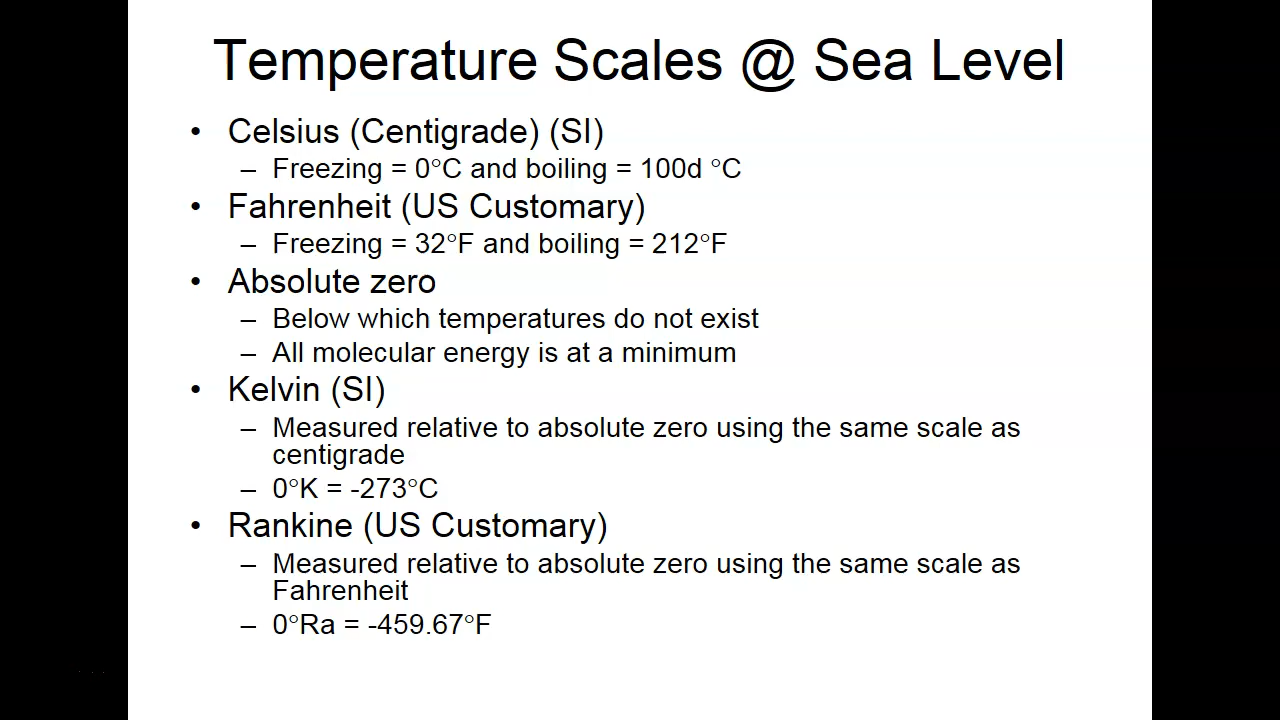 Temperature Scales @ Sea Level
• Celsius (Centigrade) (SI)
– Freezing = 0°C and boiling = 100d °C
• Fahrenheit (US Customary)
– Freezing = 32°F and boiling = 212°F
• Absolute zero
– Below which temperatures do not exist
– All molecular energy is at a minimum
• Kelvin (SI)
– Measured relative to absolute zero using the same scale as
centigrade
– 0°K = -273°C
• Rankine (US Customary)
– Measured relative to absolute zero using the same scale as
Fahrenheit
– 0°Ra = -459.67°F